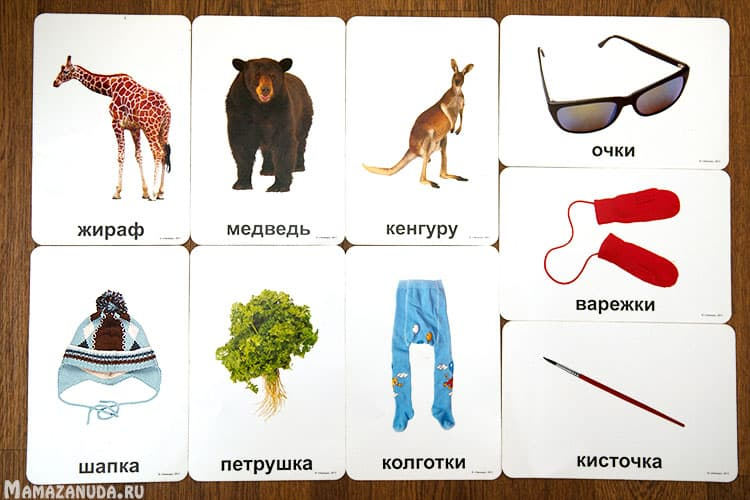 жираф
медведь
кенгуру
очки
варежки
шапка
петрушка
колготки
кисточка
MAMAZANUDA.RU